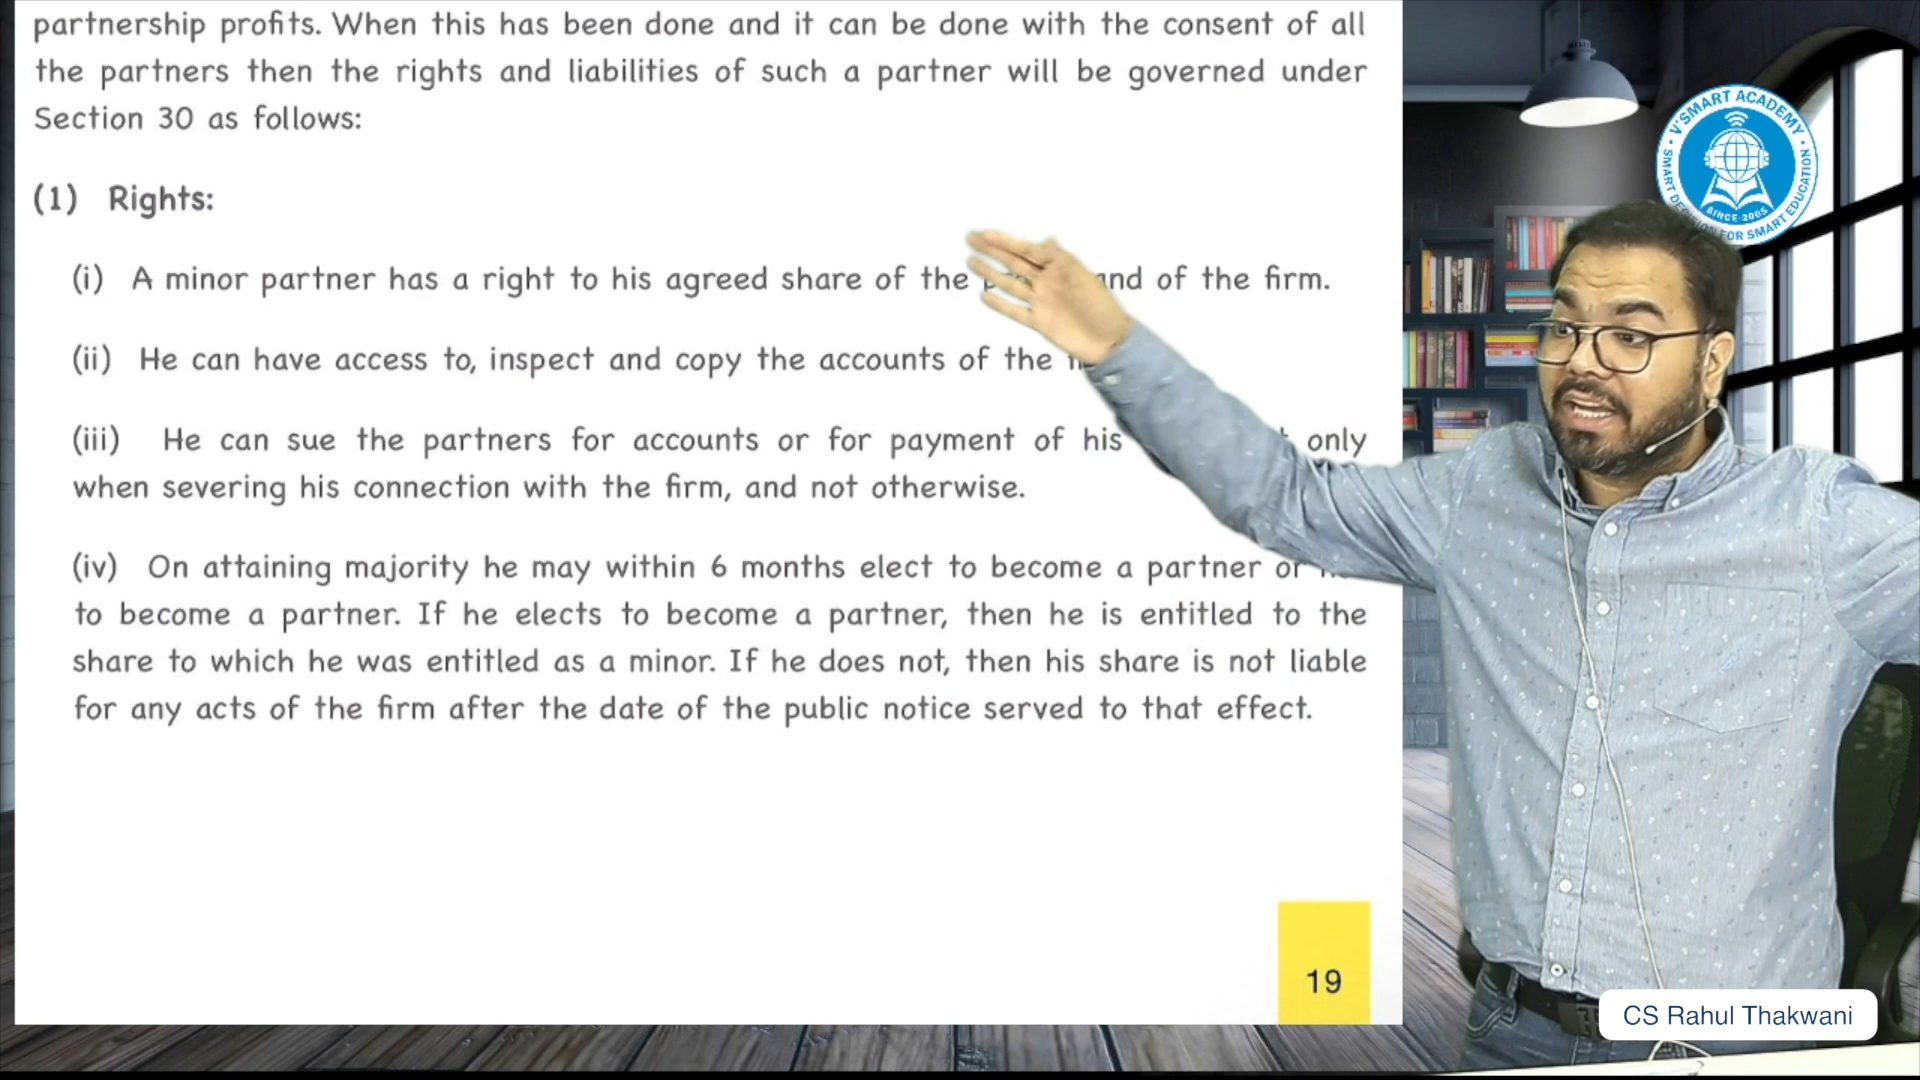 partnership profits. When this has been done and it can be done with the consent of all
the partners then the rights and liabilities of such a partner will be governed under
Section 30 as follows:
(1) Rights:
(i) A minor partner has a right to his agreed share of the and of the firm.
(ii) He can have access to, inspect and copy the accounts of the
(iii) He can sue the partners for accounts or for payment of his only
when severing his connection with the firm, and not otherwise.
(iv) On attaining majority he may within 6 months elect to become a partner or
to become a partner. If he elects to become a partner, then he is entitled to the
share to which he was entitled as a minor. If he does not, then his share is not liable
for any acts of the firm after the date of the public notice served to that effect.
19
V'SMART ACADEMY
SMART DECISION FOR SMART EDUCATION
SINCE-2005
CS Rahul Thakwani